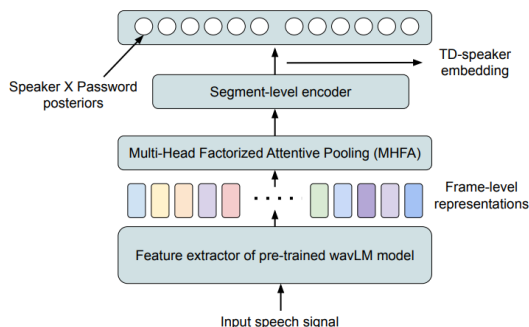 Speaker X Password
posteriors
TD-speaker
embedding
Segment-level encoder
Multi-Head Factorized Attentive Pooling (MHFA)
Frame-level
representations
Feature extractor of pre-trained wavLM model
Input speech signal